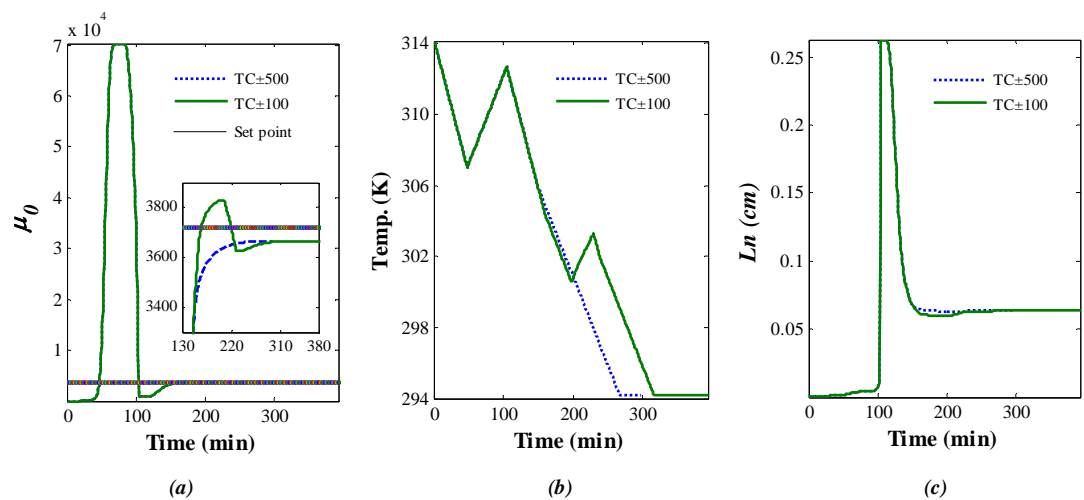 x 10⁴
7
6
5
4
3
2
1
0
100
200
300
μ₀
Time (min)
TC±500
TC±100
Set point
3800
3600
3400
130
220
310
380
(a)
314
310
306
302
298
294
0
100
200
300
Temp. (K)
Time (min)
TC±500
TC±100
(b)
0.25
0.2
0.15
0.1
0.05
0
100
200
300
Ln (cm)
Time (min)
TC±500
TC±100
(c)